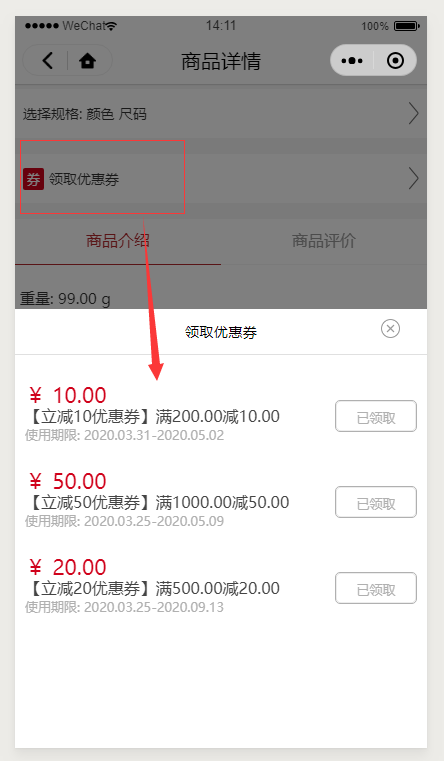 WeChat 14:11 100%
商品详情
选择规格: 颜色 尺码
券 领取优惠券
商品介绍 商品评价
重量: 99.00 g
领取优惠券
¥ 10.00
【立减10优惠券】满200.00减10.00 已领取
使用期限: 2020.03.31-2020.05.02
¥ 50.00
【立减50优惠券】满1000.00减50.00 已领取
使用期限: 2020.03.25-2020.05.09
¥ 20.00
【立减20优惠券】满500.00减20.00 已领取
使用期限: 2020.03.25-2020.09.13